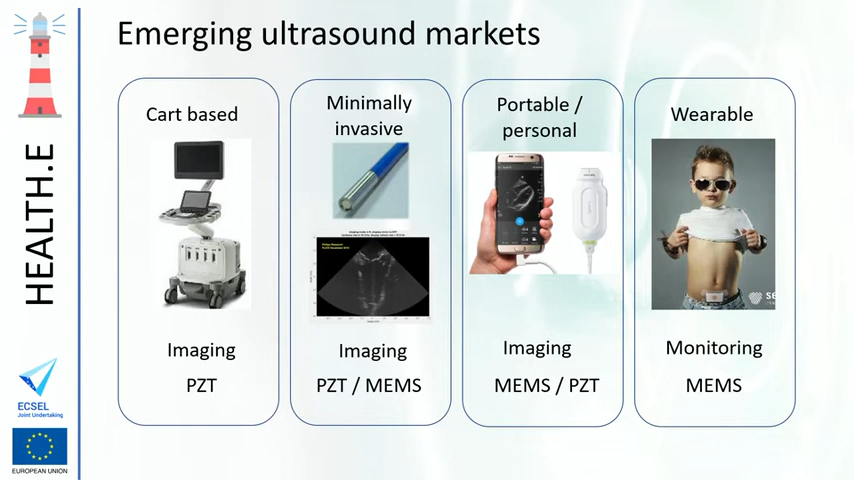 Emerging ultrasound markets
HEALTH.E
Cart based
Minimally
invasive
Portable /
personal
Wearable
Imaging
PZT
Imaging
PZT / MEMS
Imaging
MEMS / PZT
Monitoring
MEMS
ECSEL
Joint Undertaking
EUROPEAN UNION